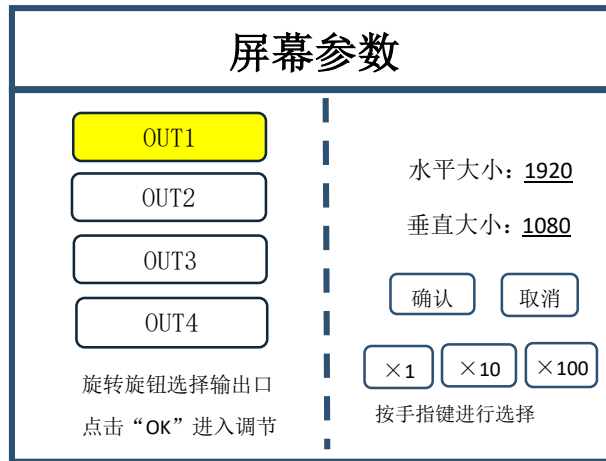 屏幕参数
OUT1
OUT2
OUT3
OUT4
旋转旋钮选择输出口
点击“OK”进入调节
水平大小：1920
垂直大小：1080
确认 取消
×1 ×10 ×100
按手指键进行选择